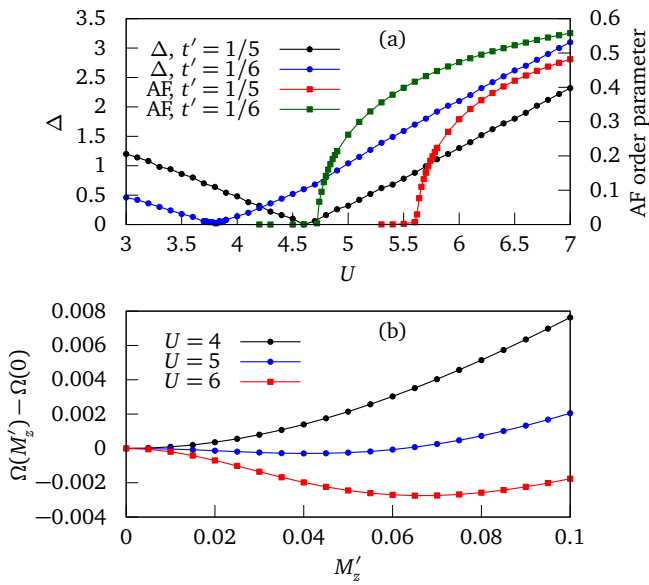 (a)
Δ, t′ = 1/5
Δ, t′ = 1/6
AF, t′ = 1/5
AF, t′ = 1/6
3.5
3
2.5
2
1.5
1
0.5
0
Δ
0.6
0.5
0.4
0.3
0.2
0.1
0
AF order parameter
3 3.5 4 4.5 5 5.5 6 6.5 7
U
(b)
U = 4
U = 5
U = 6
0.008
0.006
0.004
0.002
0
−0.002
−0.004
Ω(M′z) − Ω(0)
0 0.02 0.04 0.06 0.08 0.1
M′z